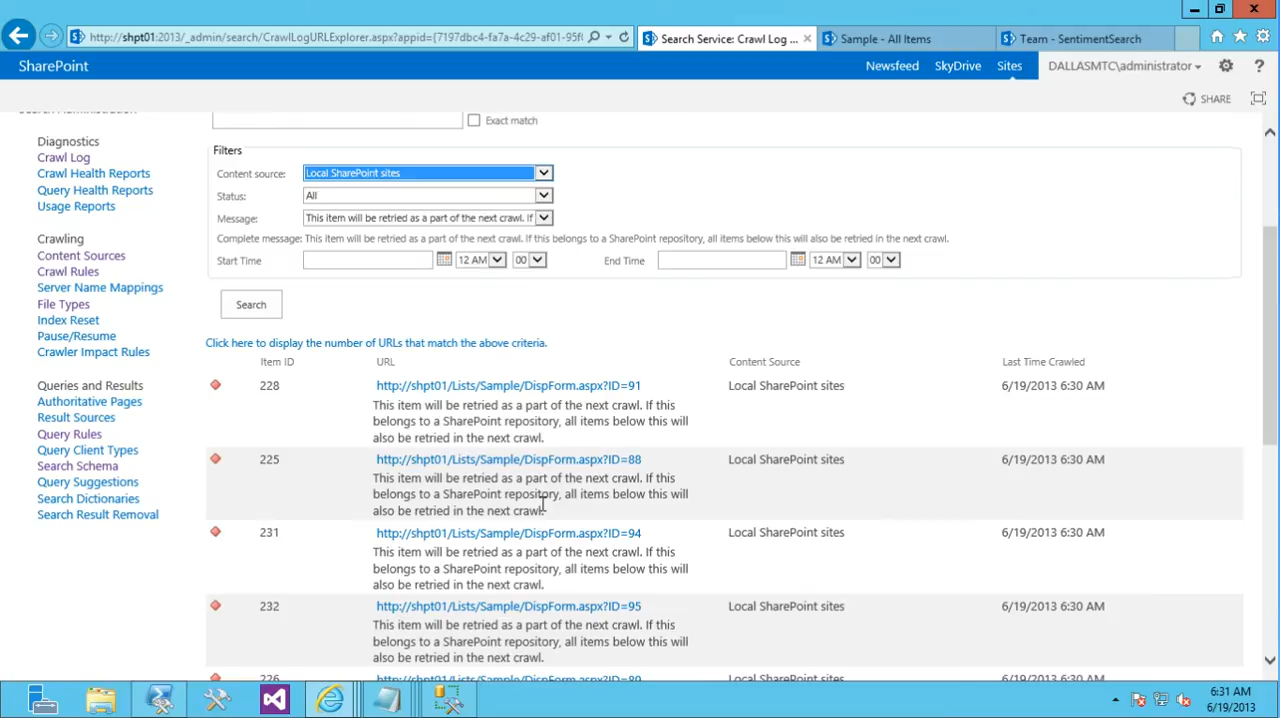 http://shpt01:2013/_admin/search/CrawlLogURLExplorer.aspx?appid={7197dbc4-fa7a-4c29-af01-95f8
Search Service: Crawl Log ...
Sample - All Items
Team - SentimentSearch
SharePoint
Newsfeed
SkyDrive
Sites
DALLASMTC\administrator
?
SHARE
Exact match
Filters
Content source:
Local SharePoint sites
Status:
All
Message:
This item will be retried as a part of the next crawl. If
Complete message: This item will be retried as a part of the next crawl. If this belongs to a SharePoint repository, all items below this will also be retried in the next crawl.
Start Time
12 AM
00
End Time
12 AM
00
Search
Diagnostics
Crawl Log
Crawl Health Reports
Query Health Reports
Usage Reports
Crawling
Content Sources
Crawl Rules
Server Name Mappings
File Types
Index Reset
Pause/Resume
Crawler Impact Rules
Queries and Results
Authoritative Pages
Result Sources
Query Rules
Query Client Types
Search Schema
Query Suggestions
Search Dictionaries
Search Result Removal
Click here to display the number of URLs that match the above criteria.
Item ID
URL
Content Source
Last Time Crawled
228
http://shpt01/Lists/Sample/DispForm.aspx?ID=91
Local SharePoint sites
6/19/2013 6:30 AM
This item will be retried as a part of the next crawl. If this
belongs to a SharePoint repository, all items below this will
also be retried in the next crawl.
225
http://shpt01/Lists/Sample/DispForm.aspx?ID=88
Local SharePoint sites
6/19/2013 6:30 AM
This item will be retried as a part of the next crawl. If this
belongs to a SharePoint repository, all items below this will
also be retried in the next crawl.
231
http://shpt01/Lists/Sample/DispForm.aspx?ID=94
Local SharePoint sites
6/19/2013 6:30 AM
This item will be retried as a part of the next crawl. If this
belongs to a SharePoint repository, all items below this will
also be retried in the next crawl.
232
http://shpt01/Lists/Sample/DispForm.aspx?ID=95
Local SharePoint sites
6/19/2013 6:30 AM
This item will be retried as a part of the next crawl. If this
belongs to a SharePoint repository, all items below this will
also be retried in the next crawl.
6:31 AM
6/19/2013